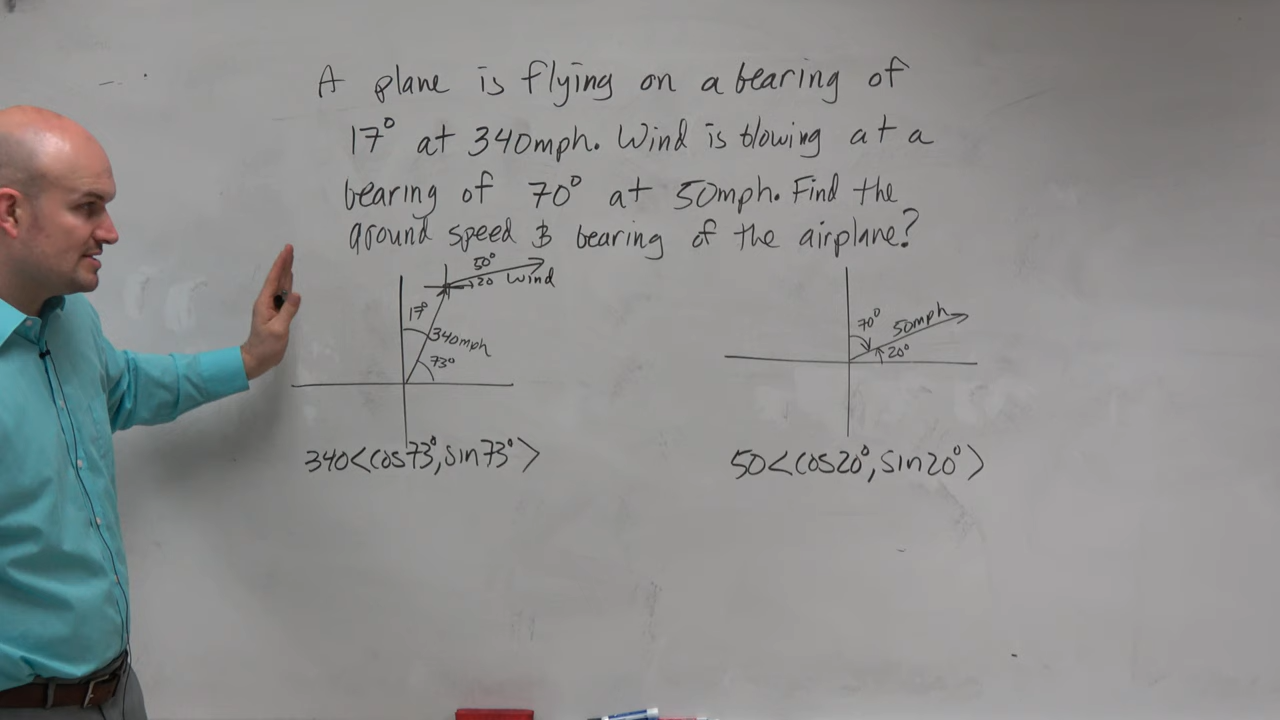 A plane is flying on a bearing of
17° at 340mph. Wind is blowing at a
bearing of 70° at 50mph. Find the
ground speed & bearing of the airplane?
50°
20 wind
17°
340mph
73°
340<cos73°, sin73°>
70° 50mph
20°
50<cos20°, sin20°>